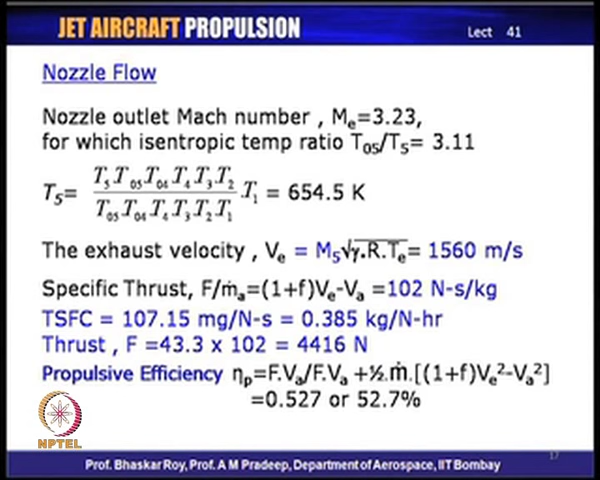 JET AIRCRAFT PROPULSION Lect 41
Nozzle Flow
Nozzle outlet Mach number , Me=3.23,
for which isentropic temp ratio T05/T5= 3.11
T5= T5.T05.T04.T4.T3.T2 / T05.T04.T4.T3.T2.T1 .T1 = 654.5 K
The exhaust velocity , Ve = M5√γ.R.Te= 1560 m/s
Specific Thrust, F/ṁa=(1+f)Ve-Va =102 N-s/kg
TSFC = 107.15 mg/N-s = 0.385 kg/N-hr
Thrust , F =43.3 x 102 = 4416 N
Propulsive Efficiency ηp=F.Va/F.Va +½.ṁ.[(1+f)Ve²-Va²]
=0.527 or 52.7%
NPTEL
17
Prof. Bhaskar Roy, Prof. A M Pradeep, Department of Aerospace, IIT Bombay